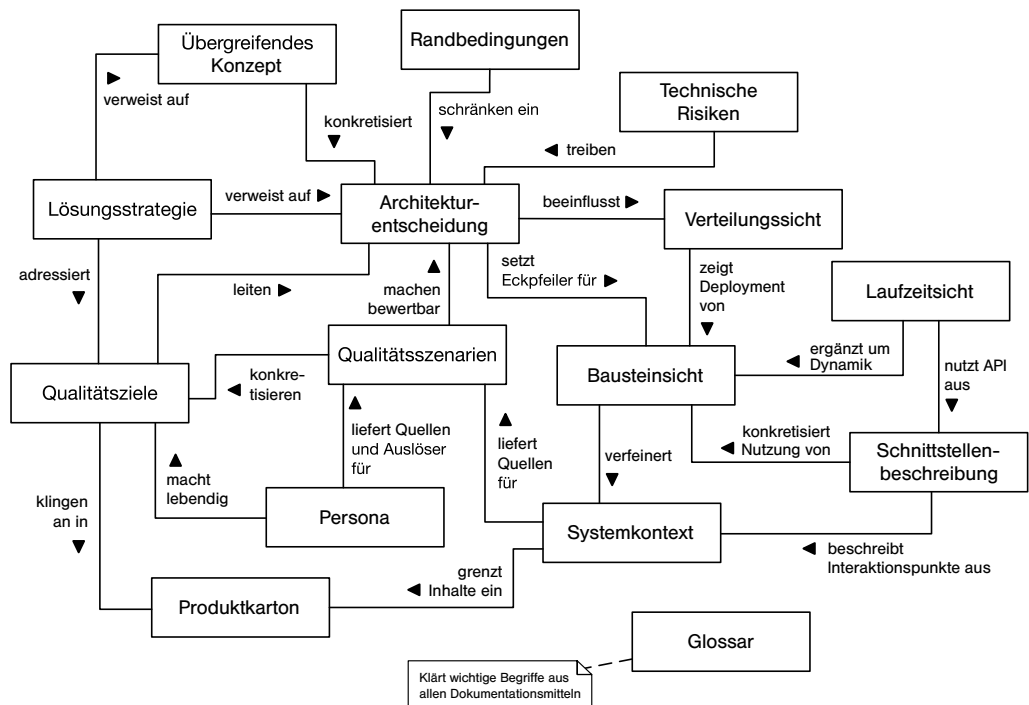 Übergreifendes
Konzept
Randbedingungen
Technische
Risiken
verweist auf
konkretisiert
schränken ein
treiben
Lösungsstrategie
verweist auf
Architektur-
entscheidung
beeinflusst
Verteilungssicht
adressiert
leiten
machen
bewertbar
setzt
Eckpfeiler für
zeigt
Deployment
von
Laufzeitsicht
Qualitätsziele
konkre-
tisieren
Qualitätsszenarien
Bausteinsicht
ergänzt um
Dynamik
nutzt API
aus
liefert Quellen
und Auslöser
für
liefert
Quellen
für
verfeinert
konkretisiert
Nutzung von
Schnittstellen-
beschreibung
klingen
an in
macht
lebendig
Persona
Systemkontext
beschreibt
Interaktionspunkte aus
Produktkarton
grenzt
Inhalte ein
Glossar
Klärt wichtige Begriffe aus
allen Dokumentationsmitteln